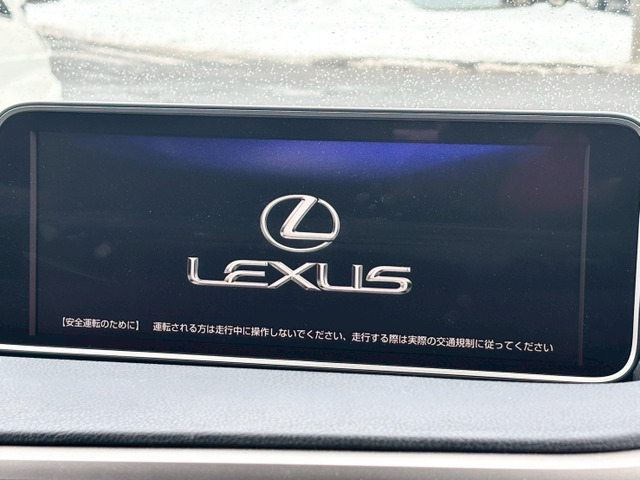 LEXUS
【安全運転のために】 運転される方は走行中に操作しないでください、走行する際は実際の交通規制に従ってください